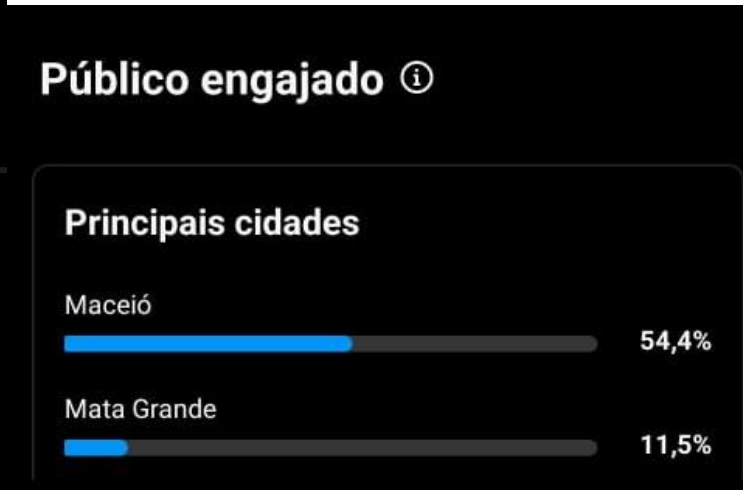 Público engajado
Principais cidades
Maceió
54,4%
Mata Grande
11,5%